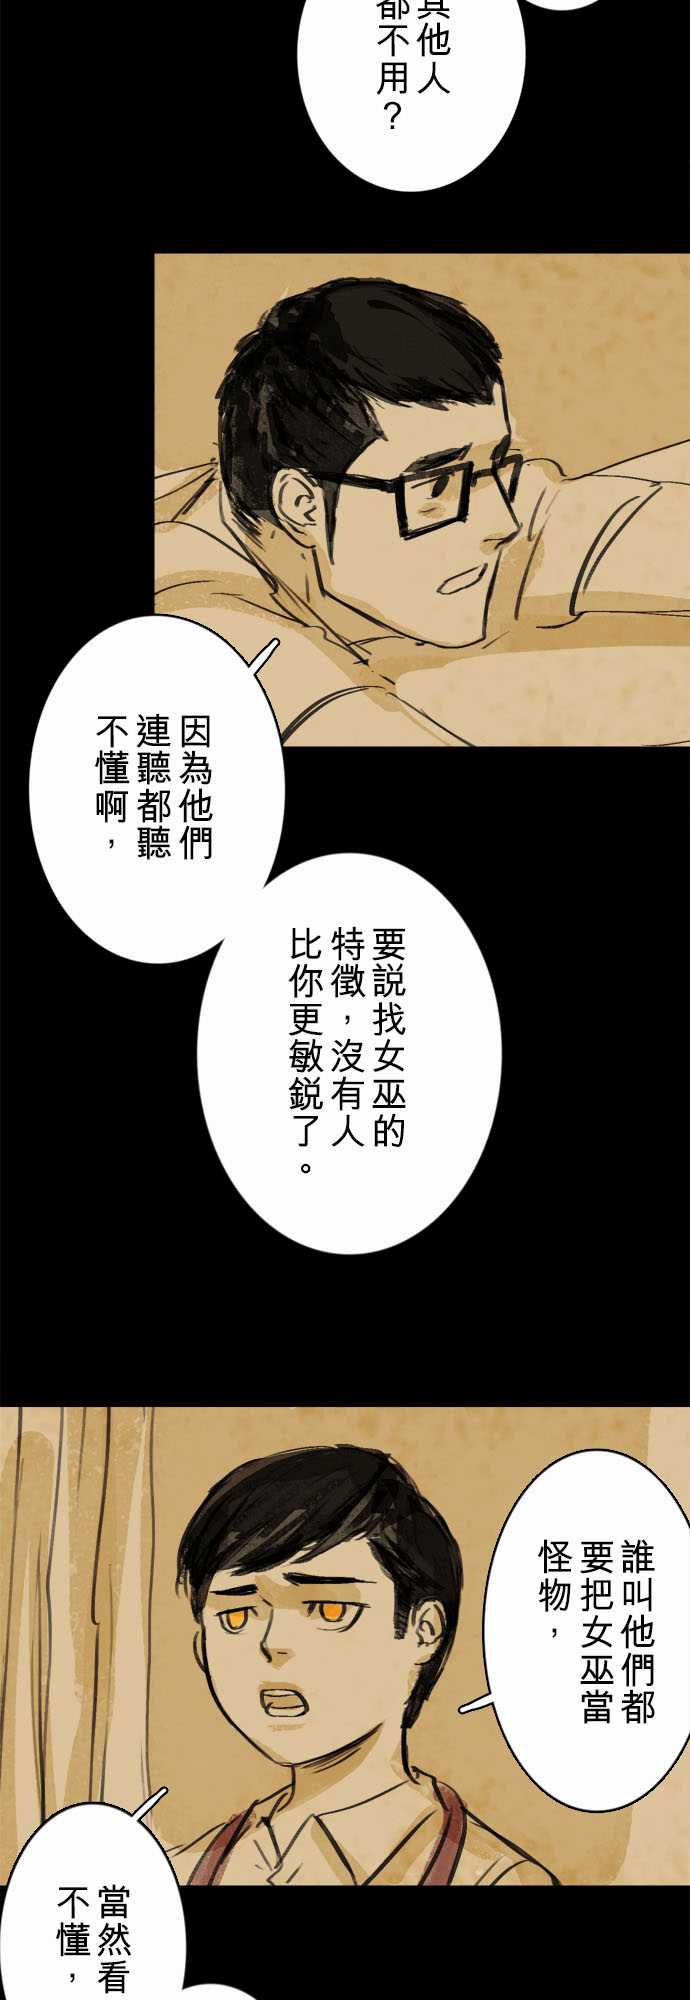 其他人
都不用？
因為他們
連聽都聽
不懂啊，
要說找女巫的
特徵，沒有人
比你更敏銳了。
誰叫他們都
要把女巫當
怪物，
當然看
不懂，